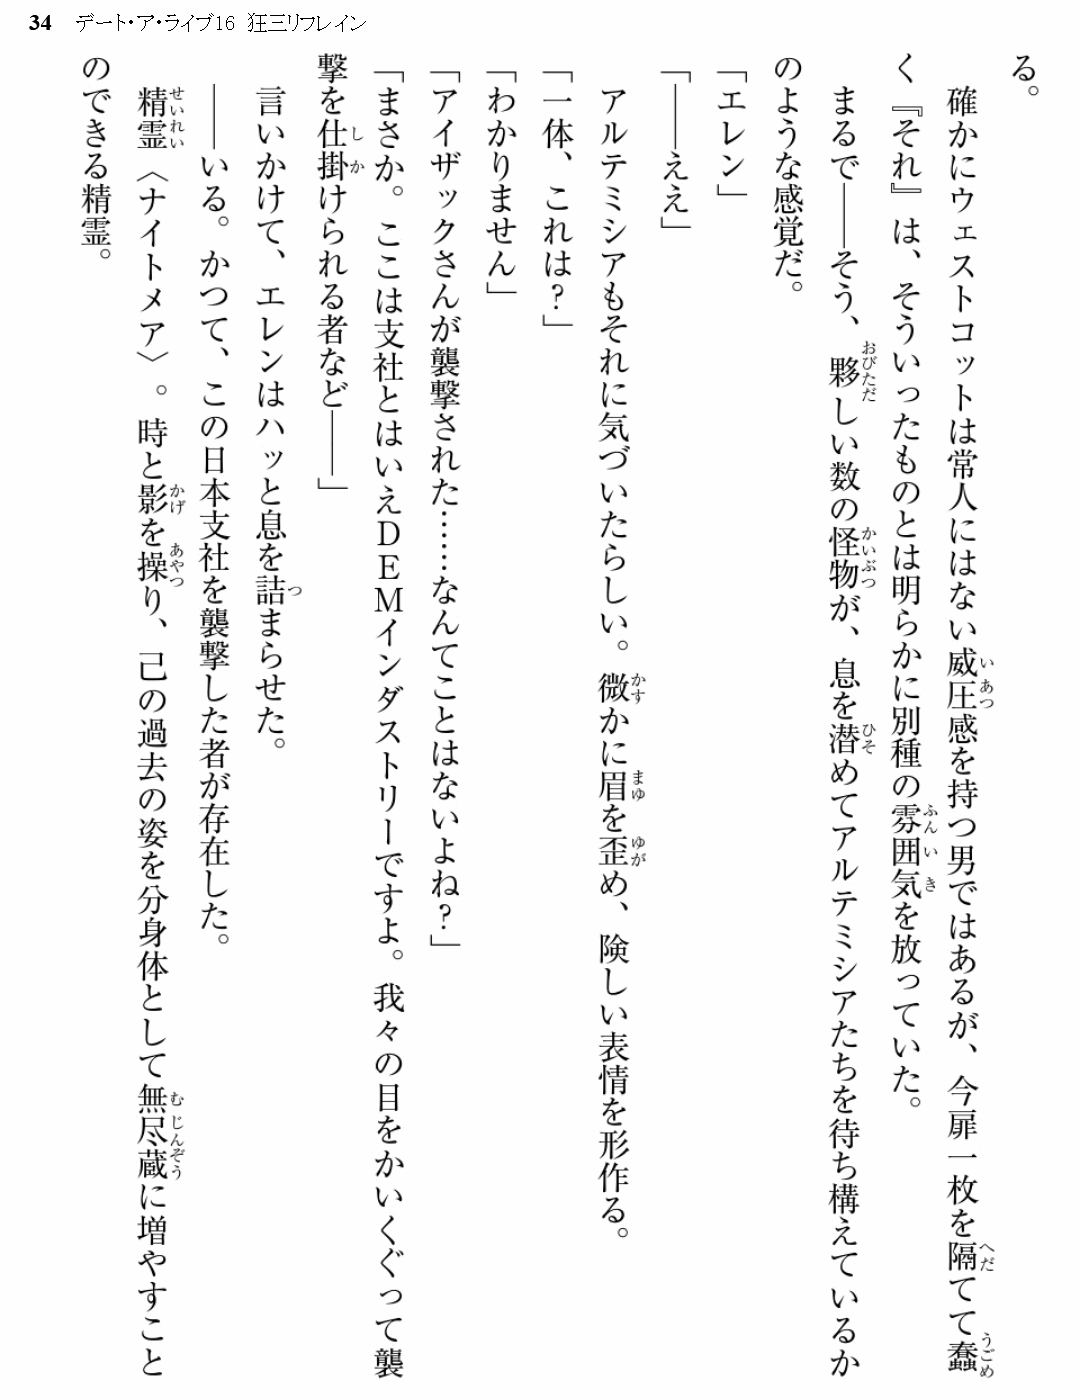 34 デート・ア・ライブ16 狂三リフレイン
る。
　確かにウェストコットは常人にはない威圧感を持つ男ではあるが、今扉一枚を隔てて蠢
く『それ』は、そういったものとは明らかに別種の雰囲気を放っていた。
　まるで――そう、夥しい数の怪物が、息を潜めてアルテミシアたちを待ち構えているか
のような感覚だ。
「エレン」
「――ええ」
　アルテミシアもそれに気づいたらしい。微かに眉を歪め、険しい表情を形作る。
「一体、これは?」
「わかりません」
「アイザックさんが襲撃された……なんてことはないよね?」
「まさか。ここは支社とはいえDEMインダストリーですよ。我々の目をかいくぐって襲
撃を仕掛けられる者など――」
　言いかけて、エレンはハッと息を詰まらせた。
　――いる。かつて、この日本支社を襲撃した者が存在した。
　精霊〈ナイトメア〉。時と影を操り、己の過去の姿を分身体として無尽蔵に増やすこと
のできる精霊。